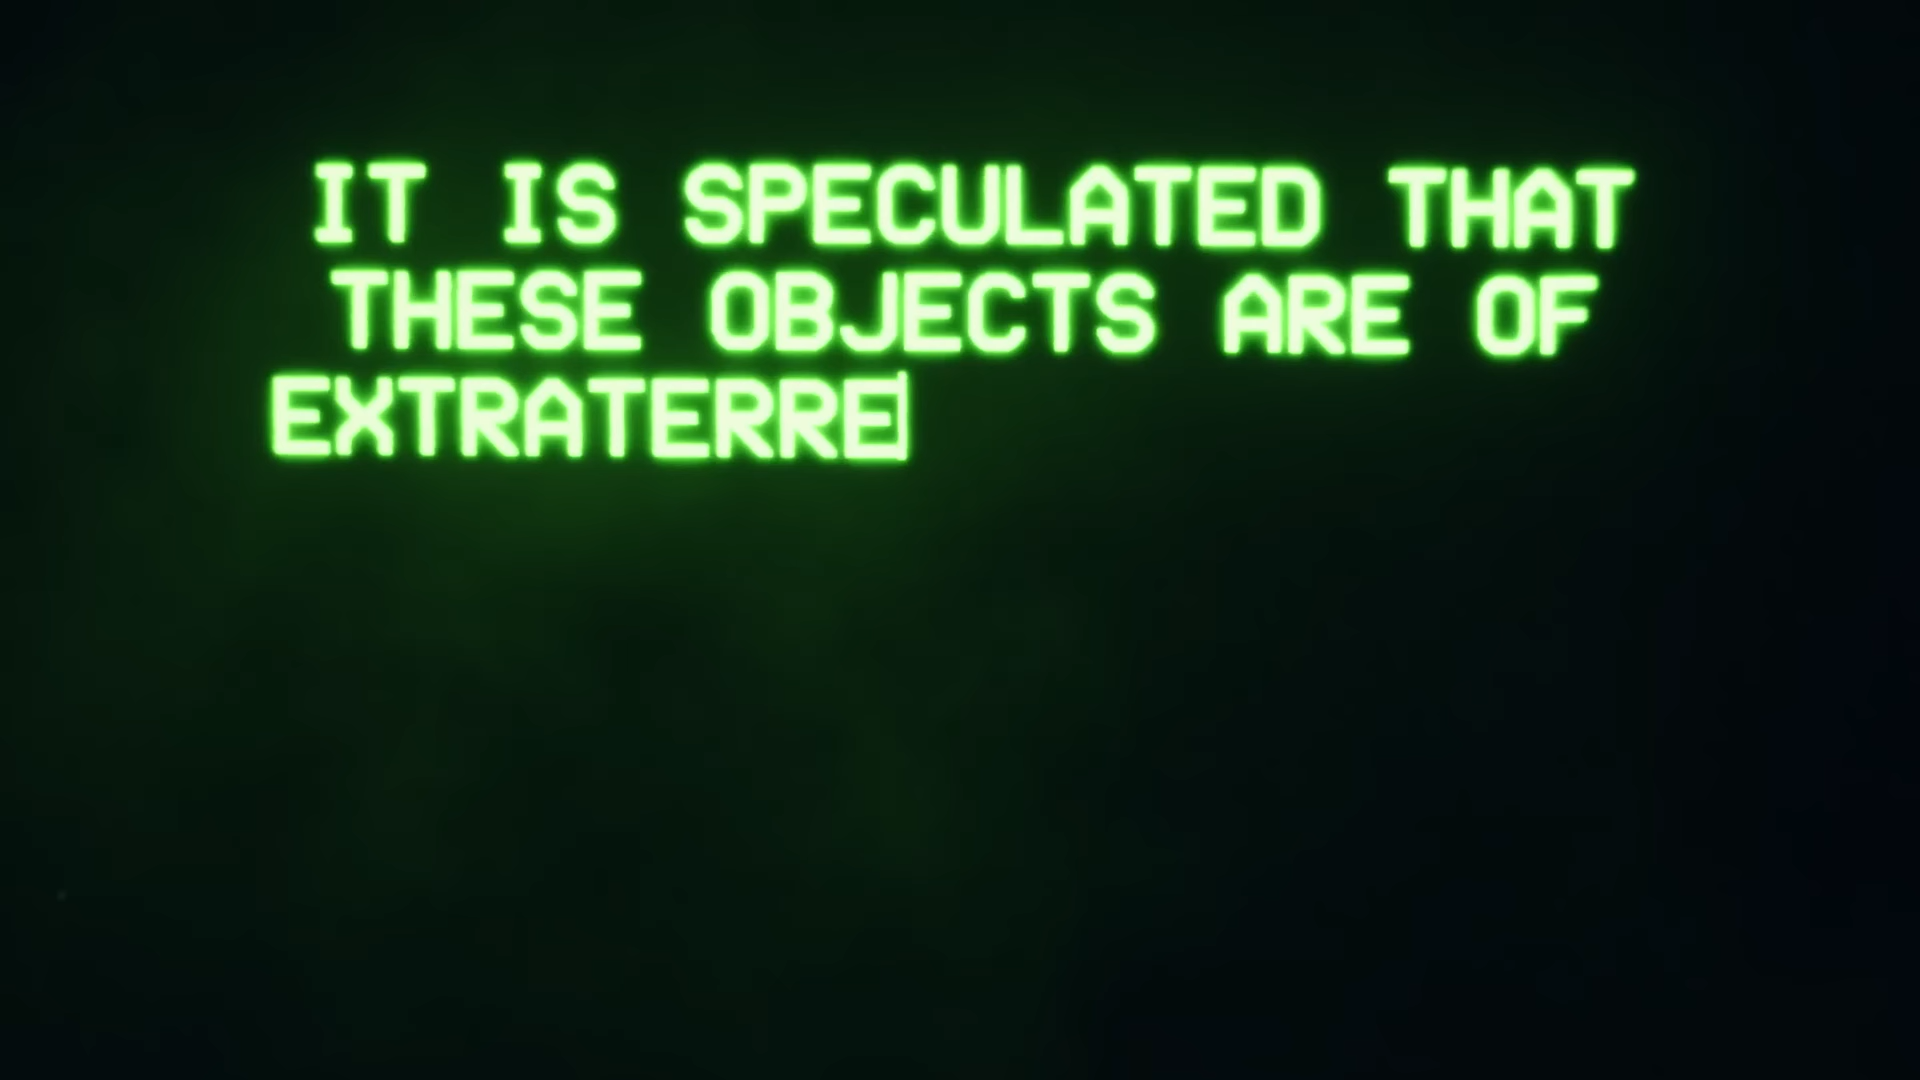 IT IS SPECULATED THAT
THESE OBJECTS ARE OF
EXTRATERRE